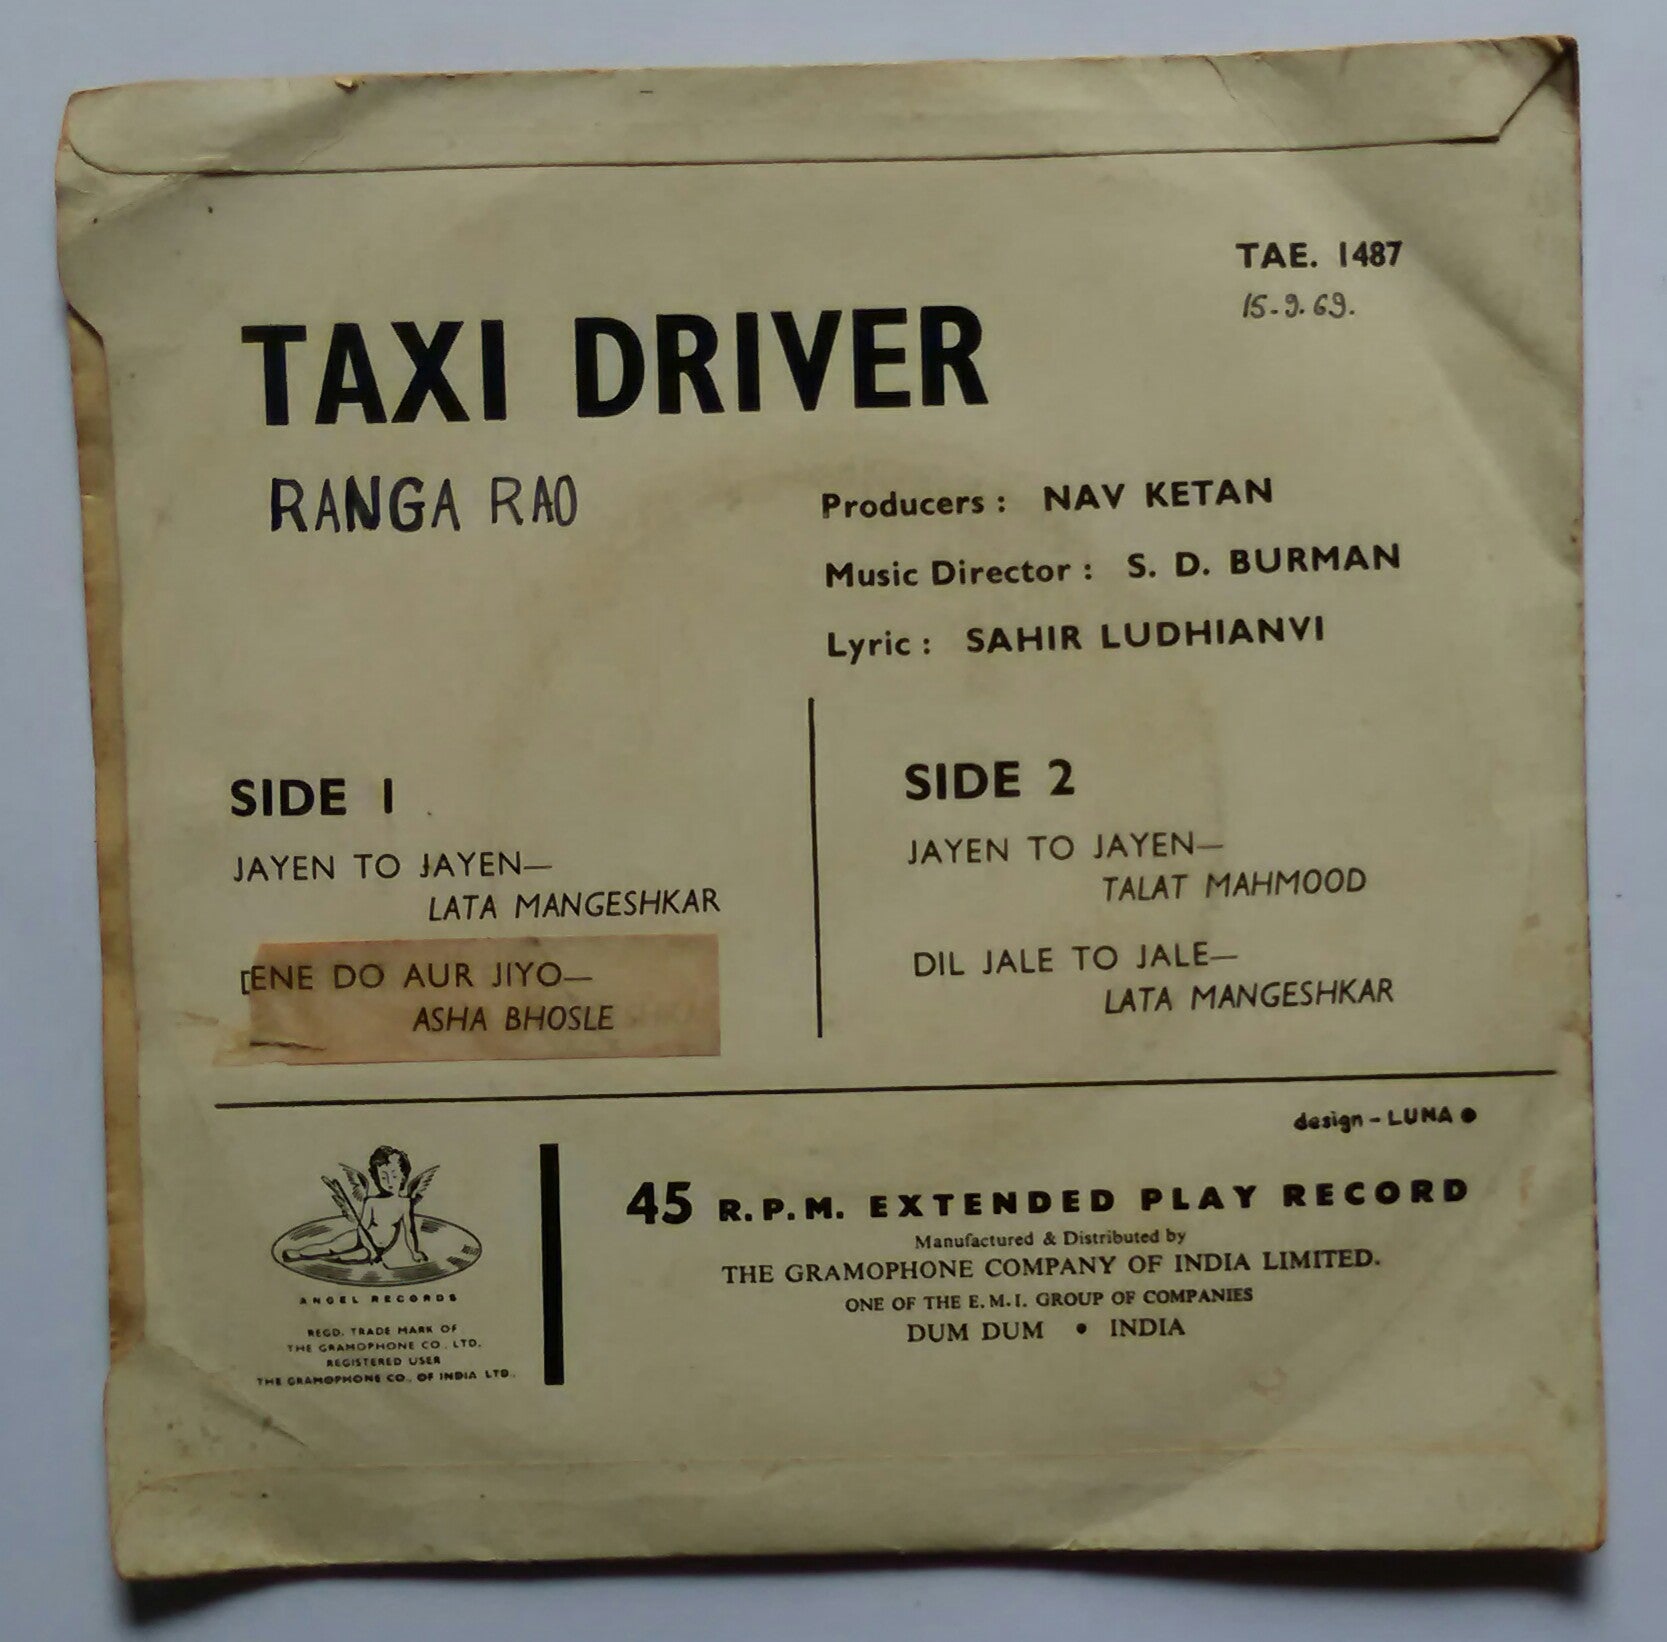 TAE. 1487
15-9.69.
TAXI DRIVER
RANGA RAO
Producers : NAV KETAN
Music Director : S. D. BURMAN
Lyric : SAHIR LUDHIANVI
SIDE 1
JAYEN TO JAYEN—
LATA MANGESHKAR
ENE DO AUR JIYO—
ASHA BHOSLE
SIDE 2
JAYEN TO JAYEN—
TALAT MAHMOOD
DIL JALE TO JALE—
LATA MANGESHKAR
design - LUNA ●
ANGEL RECORDS
REGD. TRADE MARK OF
THE GRAMOPHONE CO. LTD.
REGISTERED USER
THE GRAMOPHONE CO., OF INDIA LTD.,
45 R.P.M. EXTENDED PLAY RECORD
Manufactured & Distributed by
THE GRAMOPHONE COMPANY OF INDIA LIMITED.
ONE OF THE E.M.I. GROUP OF COMPANIES
DUM DUM • INDIA